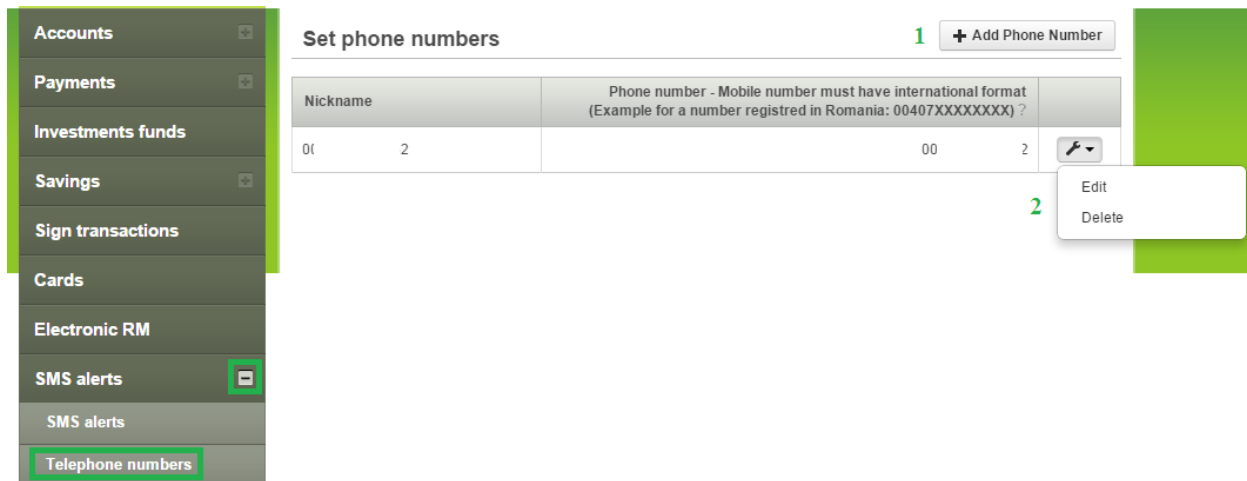 Accounts
Payments
Investments funds
Savings
Sign transactions
Cards
Electronic RM
SMS alerts
SMS alerts
Telephone numbers
Set phone numbers
1
+ Add Phone Number
Nickname
Phone number - Mobile number must have international format
(Example for a number registred in Romania: 00407XXXXXXXX) ?
00 2
00 2
2
Edit
Delete